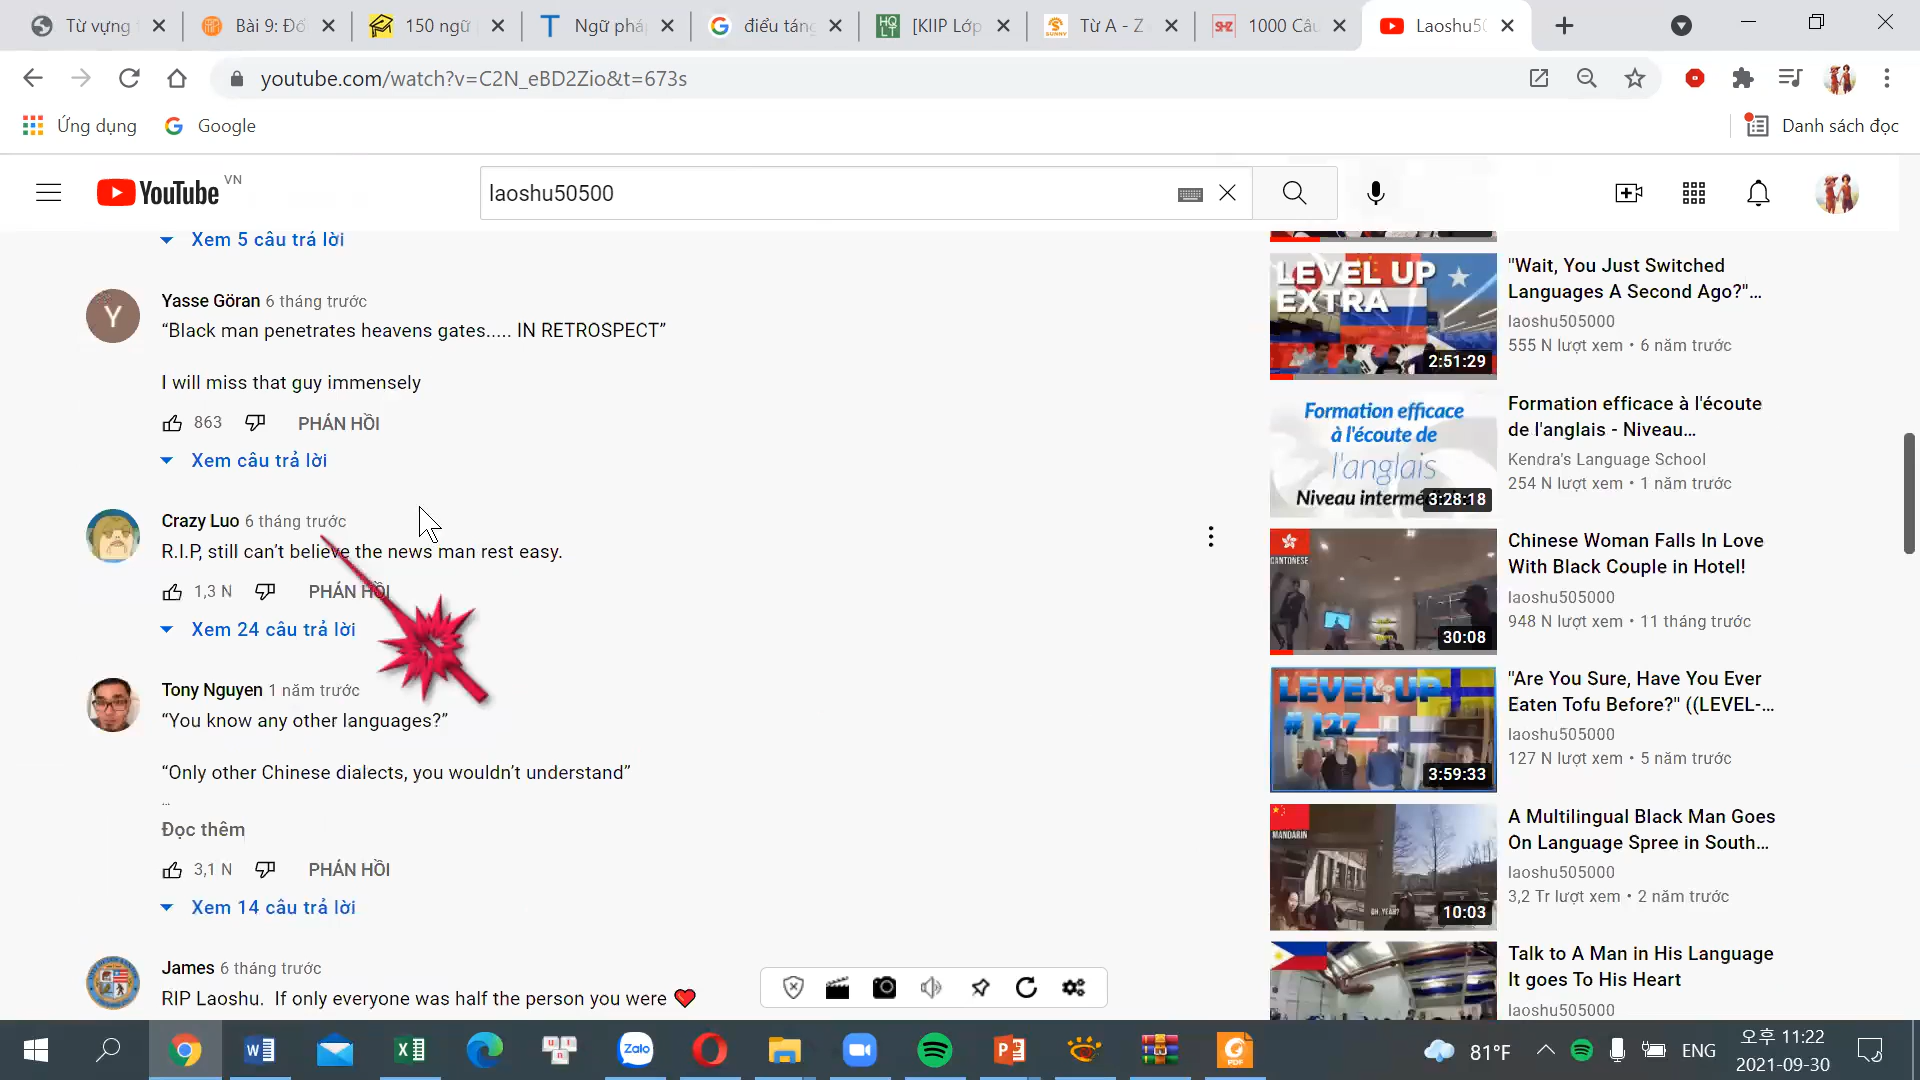 Từ vựng
Bài 9: Đố
150 ngữ
Ngữ phá
điểu táng
[KIIP Lớp
Từ A - Z
1000 Câu
Laoshu50
youtube.com/watch?v=C2N_eBD2Zio&t=673s
Ứng dụng
Google
Danh sách đọc
YouTube VN
laoshu50500
Xem 5 câu trả lời
Yasse Göran 6 tháng trước
“Black man penetrates heavens gates..... IN RETROSPECT”
I will miss that guy immensely
863 PHẢN HỒI
Xem câu trả lời
Crazy Luo 6 tháng trước
R.I.P, still can’t believe the news man rest easy.
1,3 N PHẢN HỒI
Xem 24 câu trả lời
Tony Nguyen 1 năm trước
“You know any other languages?”
“Only other Chinese dialects, you wouldn’t understand”
...
Đọc thêm
3,1 N PHẢN HỒI
Xem 14 câu trả lời
James 6 tháng trước
RIP Laoshu. If only everyone was half the person you were ❤️
LEVEL UP
EXTRA
2:51:29
"Wait, You Just Switched
Languages A Second Ago?"...
laoshu505000
555 N lượt xem • 6 năm trước
Formation efficace
à l'écoute de
l'anglais
3:28:18
Formation efficace à l'écoute
de l'anglais - Niveau...
Kendra's Language School
254 N lượt xem • 1 năm trước
CANTONESE
30:08
Chinese Woman Falls In Love
With Black Couple in Hotel!
laoshu505000
948 N lượt xem • 11 tháng trước
LEVEL UP
# 127
3:59:33
"Are You Sure, Have You Ever
Eaten Tofu Before?" ((LEVEL-...
laoshu505000
127 N lượt xem • 5 năm trước
MANDARIN
OH, YEAH?
10:03
A Multilingual Black Man Goes
On Language Spree in South...
laoshu505000
3,2 Tr lượt xem • 2 năm trước
Talk to A Man in His Language
It goes To His Heart
laoshu505000
Zalo
81°F
ENG
오후 11:22
2021-09-30